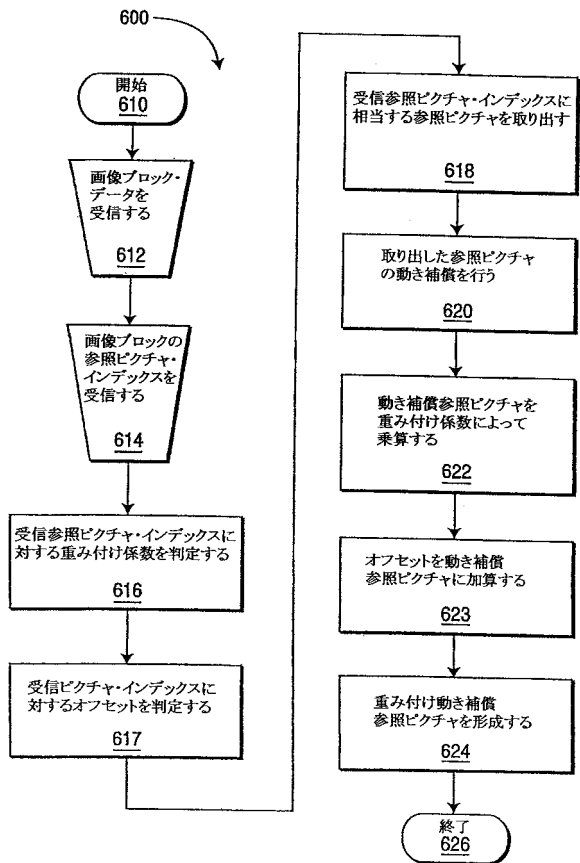 600
開始
610
画像ブロック・
データを
受信する
612
画像ブロックの
参照ピクチャ・
インデックスを
受信する
614
受信参照ピクチャ・インデックスに
対する重み付け係数を判定する
616
受信ピクチャ・インデックスに
対するオフセットを判定する
617
受信参照ピクチャ・インデックスに
相当する参照ピクチャを取り出す
618
取り出した参照ピクチャ
の動き補償を行う
620
動き補償参照ピクチャを
重み付け係数によって
乗算する
622
オフセットを動き補償
参照ピクチャに加算する
623
重み付け動き補償
参照ピクチャを形成する
624
終了
626